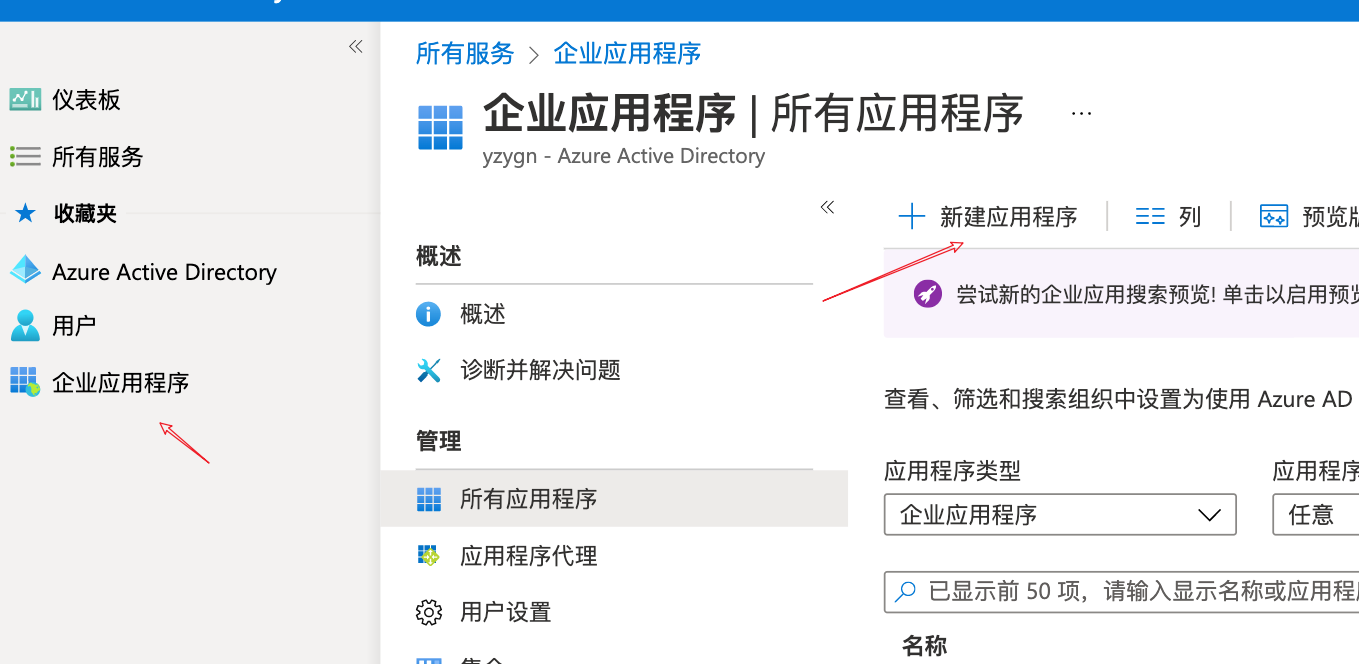 仪表板
所有服务
收藏夹
Azure Active Directory
用户
企业应用程序
所有服务 > 企业应用程序
企业应用程序 | 所有应用程序 ...
yzygn - Azure Active Directory
概述
概述
诊断并解决问题
管理
所有应用程序
应用程序代理
用户设置
新建应用程序 列 预览版
尝试新的企业应用搜索预览! 单击以启用预览
查看、筛选和搜索组织中设置为使用 Azure AD
应用程序类型 应用程序
企业应用程序 任意
已显示前 50 项，请输入显示名称或应用程序
名称